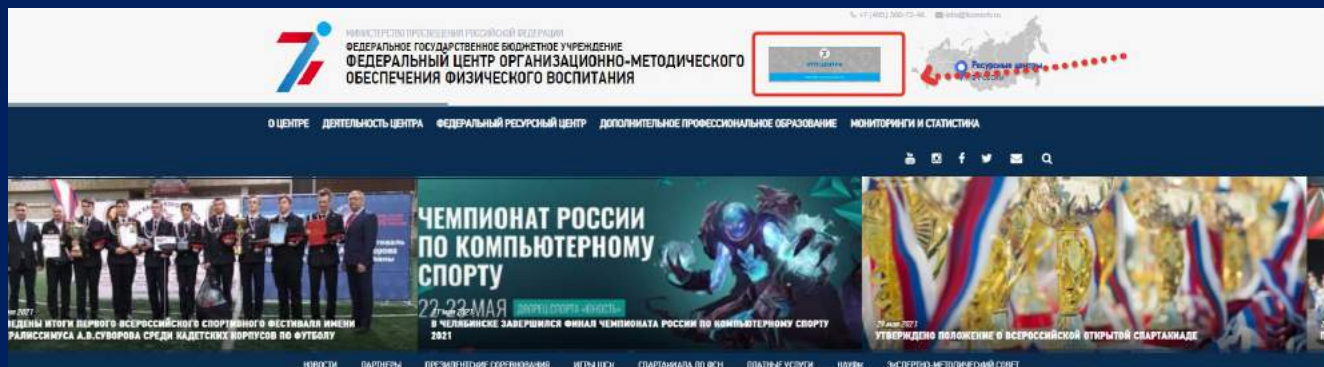 МИНИСТЕРСТВО ПРОСВЕЩЕНИЯ РОССИЙСКОЙ ФЕДЕРАЦИИ
ФЕДЕРАЛЬНОЕ ГОСУДАРСТВЕННОЕ БЮДЖЕТНОЕ УЧРЕЖДЕНИЕ
ФЕДЕРАЛЬНЫЙ ЦЕНТР ОРГАНИЗАЦИОННО-МЕТОДИЧЕСКОГО
ОБЕСПЕЧЕНИЯ ФИЗИЧЕСКОГО ВОСПИТАНИЯ
Ресурсные центры
О ЦЕНТРЕ ДЕЯТЕЛЬНОСТЬ ЦЕНТРА ФЕДЕРАЛЬНЫЙ РЕСУРСНЫЙ ЦЕНТР ДОПОЛНИТЕЛЬНОЕ ПРОФЕССИОНАЛЬНОЕ ОБРАЗОВАНИЕ МОНИТОРИНГИ И СТАТИСТИКА
ЧЕМПИОНАТ РОССИИ
ПО КОМПЬЮТЕРНОМУ
СПОРТУ
22-23 МАЯ ДВОРЕЦ СПОРТА «ЮНОСТЬ»
2021
ВЕДЕНЫ ИТОГИ ПЕРВОГО ВСЕРОССИЙСКОГО СПОРТИВНОГО ФЕСТИВАЛЯ ИМЕНИ
РАЛИССИМУСА А.В.СУВОРОВА СРЕДИ КАДЕТСКИХ КОРПУСОВ ПО ФУТБОЛУ
В ЧЕЛЯБИНСКЕ ЗАВЕРШИЛСЯ ФИНАЛ ЧЕМПИОНАТА РОССИИ ПО КОМПЬЮТЕРНОМУ СПОРТУ
2021
УТВЕРЖДЕНО ПОЛОЖЕНИЕ О ВСЕРОССИЙСКОЙ ОТКРЫТОЙ СПАРТАКИАДЕ
НОВОСТИ ПАРТНЕРЫ ПРЕЗИДЕНТСКИЕ СОРЕВНОВАНИЯ ИГРЫ ШСК СПАРТАКИАДА ПО ФСН ПЛАТНЫЕ УСЛУГИ ЭКСПЕРТНО-МЕТОДИЧЕСКИЙ СОВЕТ